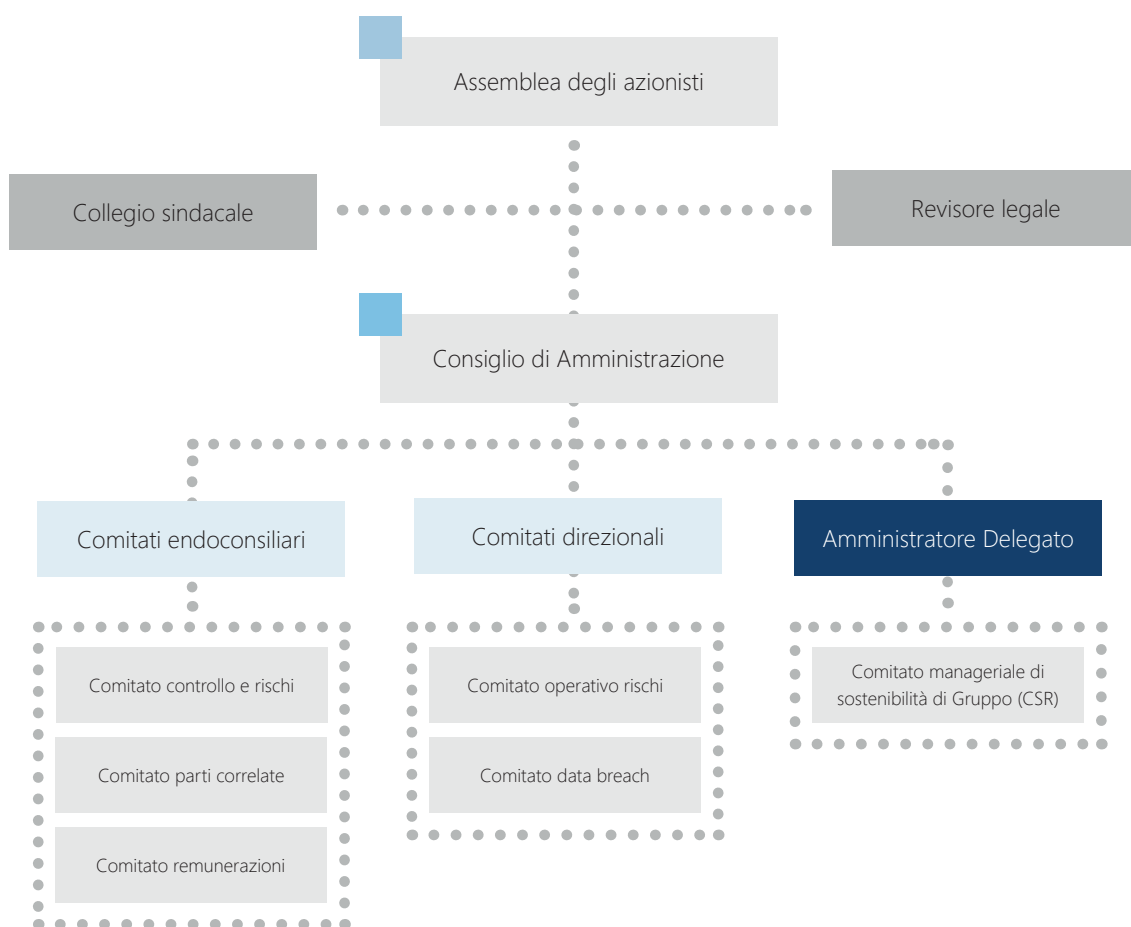 Assemblea degli azionisti
Collegio sindacale
Revisore legale
Consiglio di Amministrazione
Comitati endoconsiliari
Comitati direzionali
Amministratore Delegato
Comitato controllo e rischi
Comitato parti correlate
Comitato remunerazioni
Comitato operativo rischi
Comitato data breach
Comitato manageriale di
sostenibilità di Gruppo (CSR)